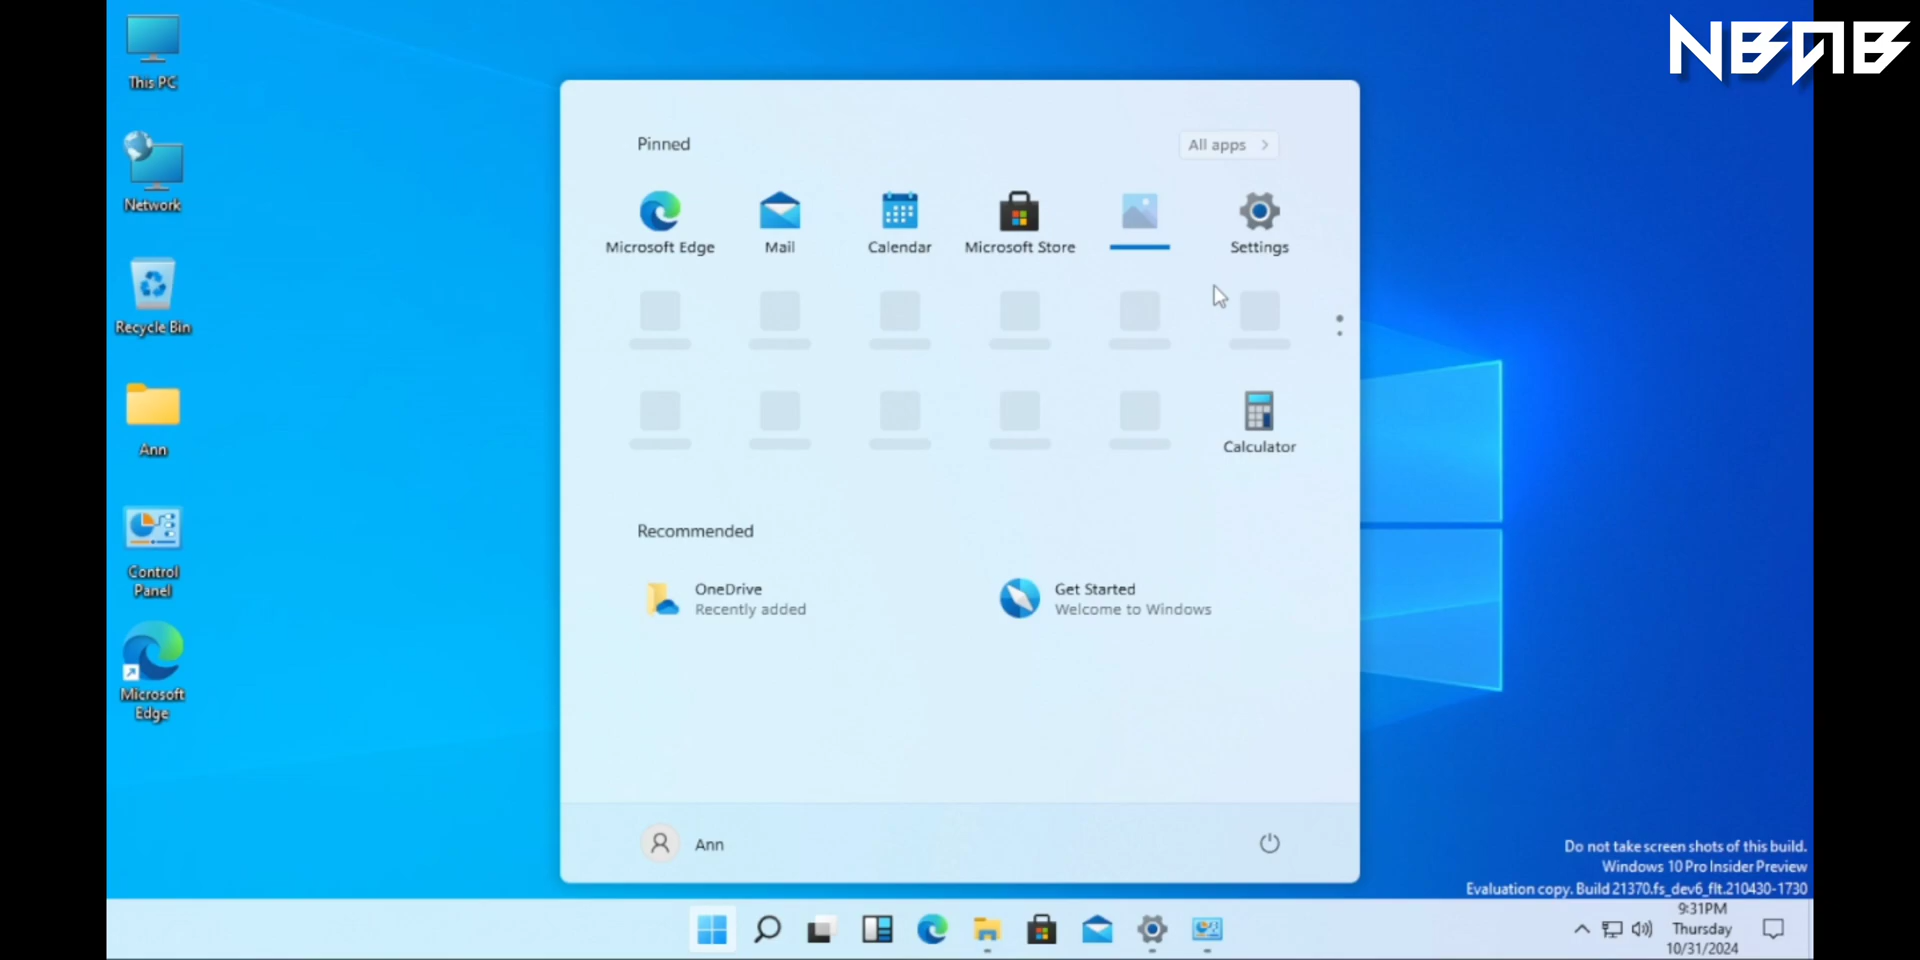 NBNB
This PC
Network
Recycle Bin
Ann
Control
Panel
Microsoft
Edge
Pinned
All apps
Microsoft Edge
Mail
Calendar
Microsoft Store
Settings
Calculator
Recommended
OneDrive
Recently added
Get Started
Welcome to Windows
Ann
Do not take screen shots of this build.
Windows 10 Pro Insider Preview
Evaluation copy. Build 21370.fs_dev6_flt.210430-1730
9:31PM
Thursday
10/31/2024